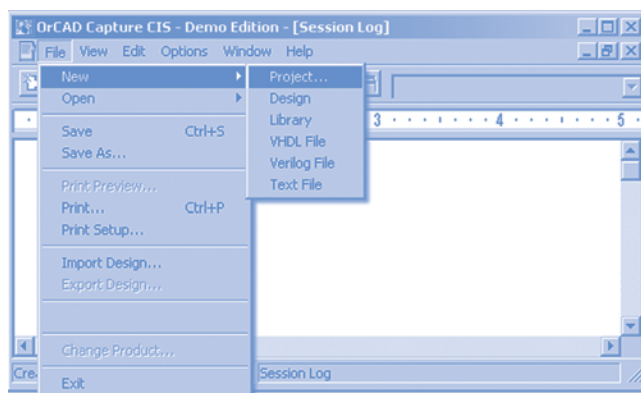 OrCAD Capture CIS - Demo Edition - [Session Log]
File View Edit Options Window Help
New
Open
Save Ctrl+S
Save As...
Print Preview...
Print... Ctrl+P
Print Setup...
Import Design...
Export Design...
Change Product...
Exit
Project...
Design
Library
VHDL File
Verilog File
Text File
3 4 5
Session Log